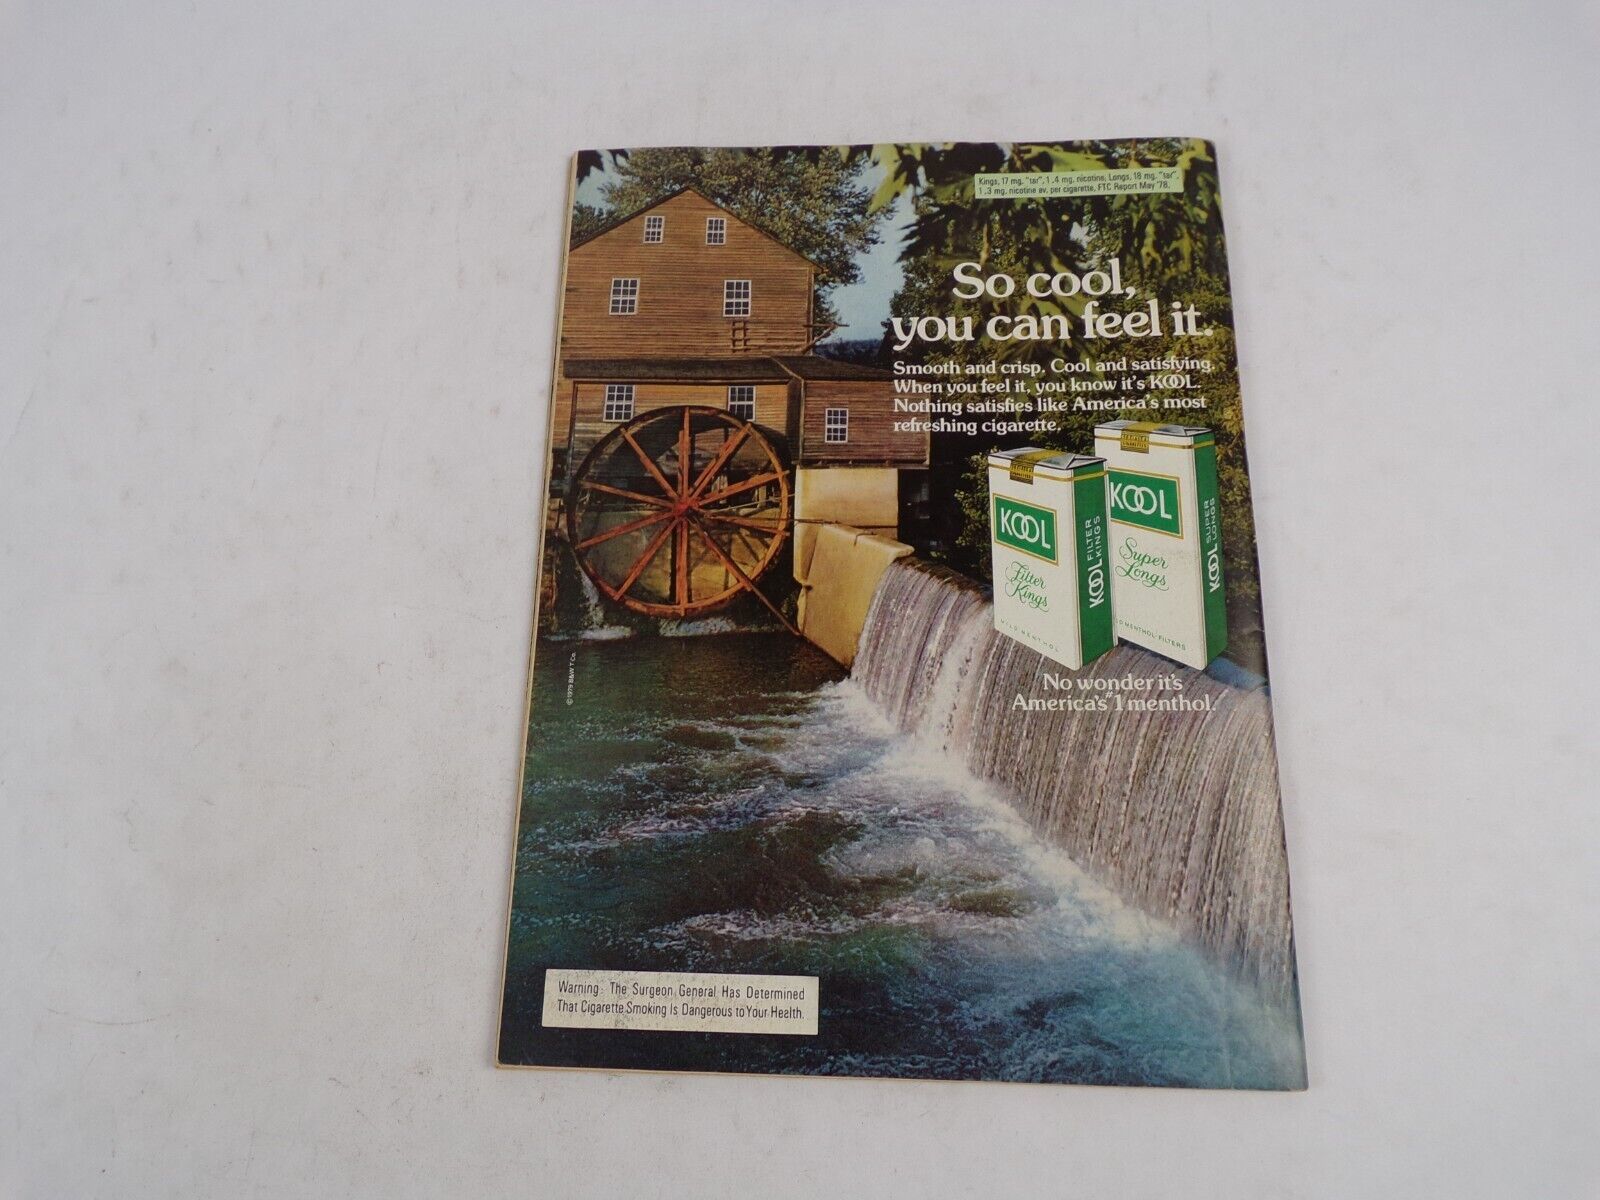 Kings, 17 mg. "tar", 1.4 mg. nicotine; Longs, 18 mg. "tar",
1.3 mg. nicotine av. per cigarette, FTC Report May '78.
So cool,
you can feel it.
Smooth and crisp. Cool and satisfying.
When you feel it, you know it's KOOL.
Nothing satisfies like America's most
refreshing cigarette.
KOOL
Filter
Kings
MILD MENTHOL
KOOL FILTER KINGS
KOOL
Super
Longs
LD MENTHOL FILTERS
KOOL SUPER LONGS
No wonder it's
America's #1 menthol.
© 1979 B&W T Co.
Warning: The Surgeon General Has Determined
That Cigarette Smoking Is Dangerous to Your Health.